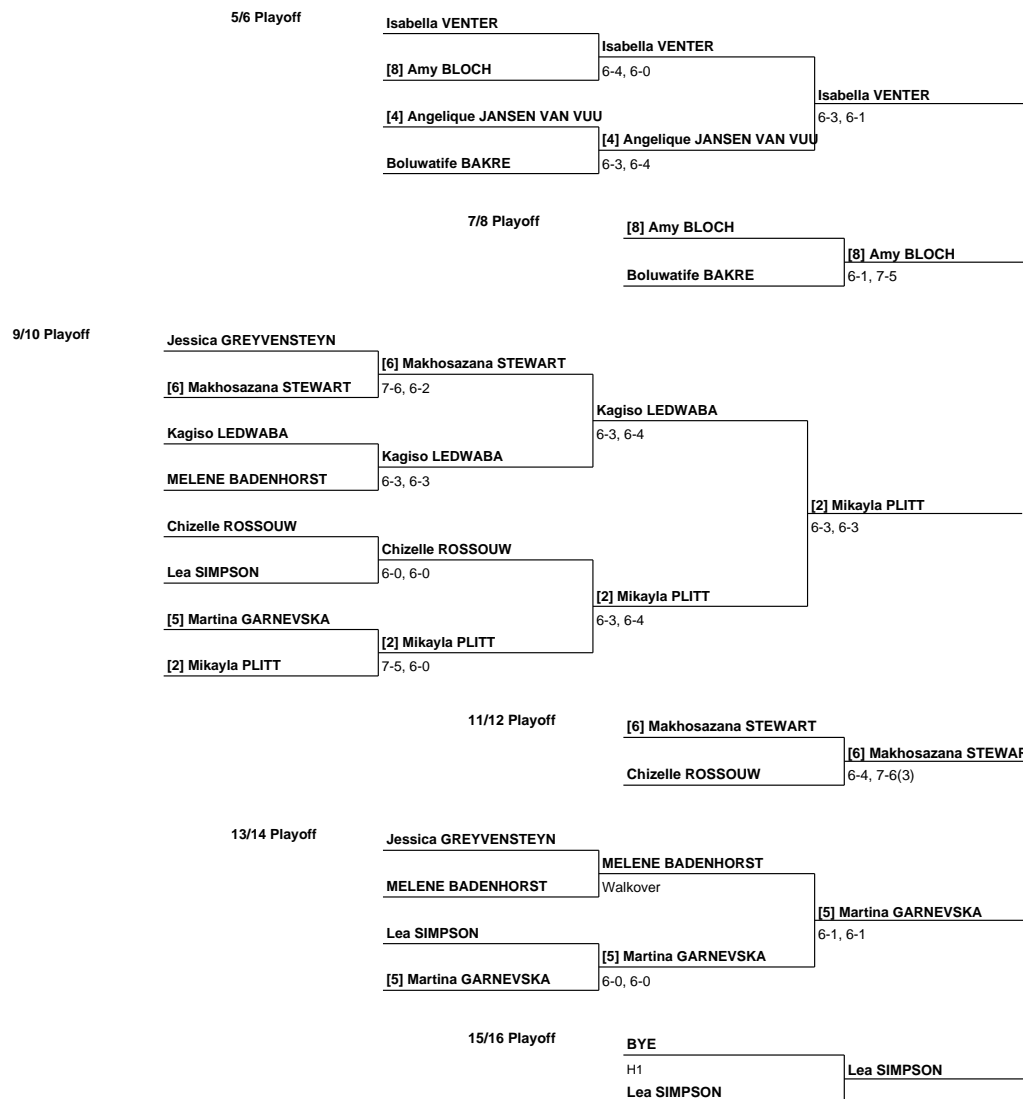 5/6 Playoff
Isabella VENTER
Isabella VENTER
[8] Amy BLOCH
6-4, 6-0
Isabella VENTER
6-3, 6-1
[4] Angelique JANSEN VAN VUU
[4] Angelique JANSEN VAN VUU
Boluwatife BAKRE
6-3, 6-4
7/8 Playoff
[8] Amy BLOCH
[8] Amy BLOCH
Boluwatife BAKRE
6-1, 7-5
9/10 Playoff
Jessica GREYVENSTEYN
[6] Makhosazana STEWART
[6] Makhosazana STEWART
7-6, 6-2
Kagiso LEDWABA
6-3, 6-4
Kagiso LEDWABA
Kagiso LEDWABA
MELENE BADENHORST
6-3, 6-3
[2] Mikayla PLITT
6-3, 6-3
Chizelle ROSSOUW
Chizelle ROSSOUW
Lea SIMPSON
6-0, 6-0
[2] Mikayla PLITT
6-3, 6-4
[5] Martina GARNEVSKA
[2] Mikayla PLITT
[2] Mikayla PLITT
7-5, 6-0
11/12 Playoff
[6] Makhosazana STEWART
[6] Makhosazana STEWAR
Chizelle ROSSOUW
6-4, 7-6(3)
13/14 Playoff
Jessica GREYVENSTEYN
MELENE BADENHORST
MELENE BADENHORST
Walkover
[5] Martina GARNEVSKA
6-1, 6-1
Lea SIMPSON
[5] Martina GARNEVSKA
[5] Martina GARNEVSKA
6-0, 6-0
15/16 Playoff
BYE
H1
Lea SIMPSON
Lea SIMPSON